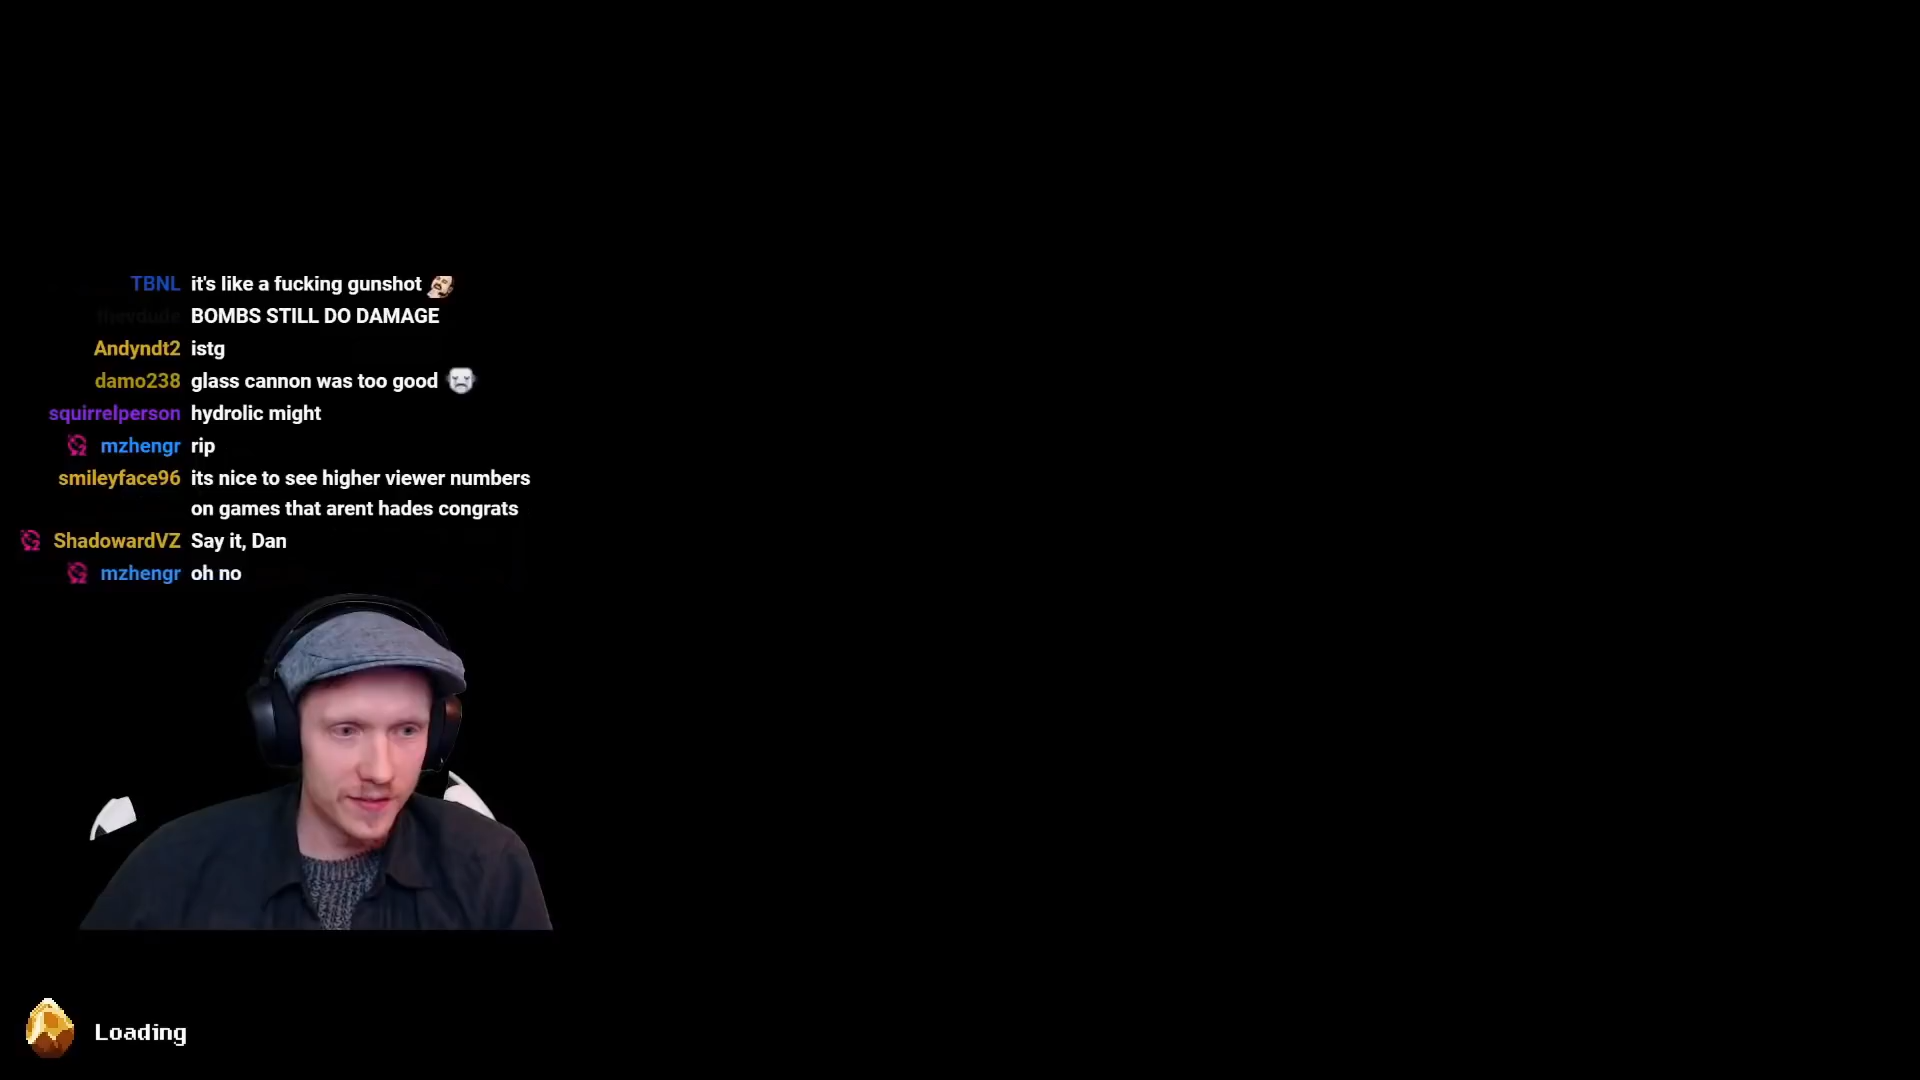 TBNL it's like a fucking gunshot
thevdude BOMBS STILL DO DAMAGE
Andyndt2 istg
damo238 glass cannon was too good
squirrelperson hydrolic might
mzhengr rip
smileyface96 its nice to see higher viewer numbers
on games that arent hades congrats
ShadowardVZ Say it, Dan
mzhengr oh no
Loading